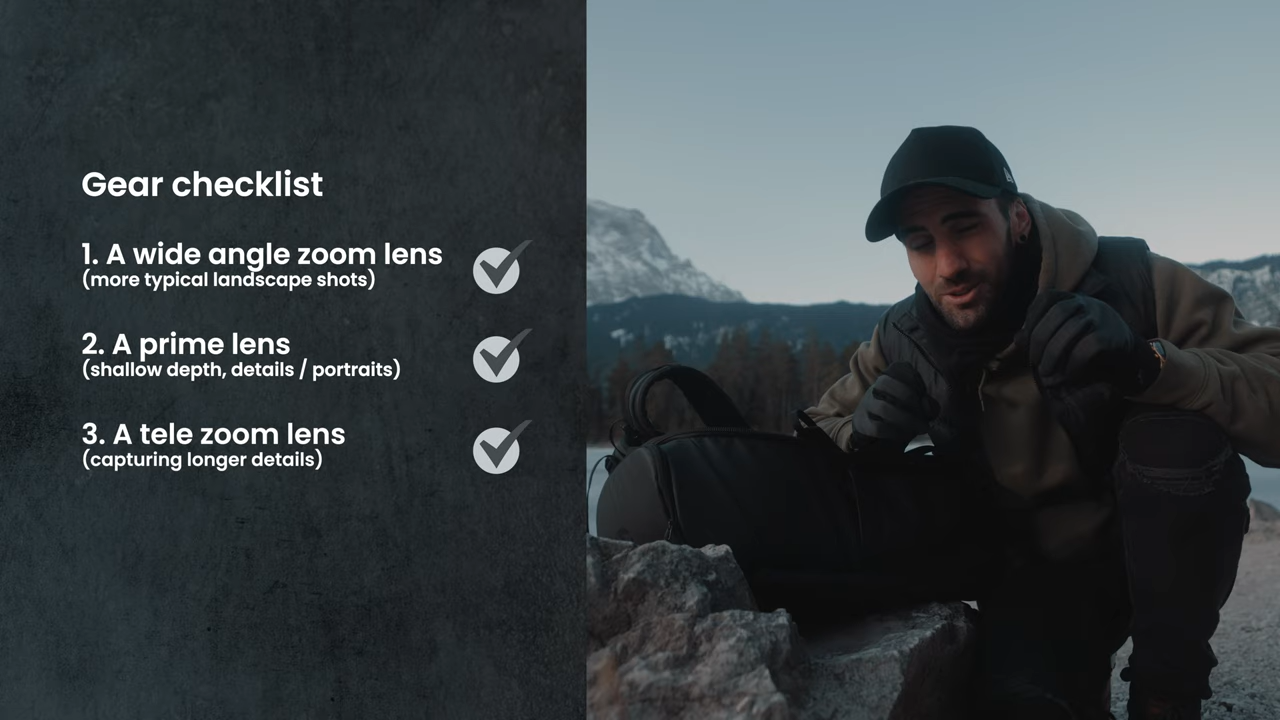 Gear checklist
1. A wide angle zoom lens
(more typical landscape shots)
2. A prime lens
(shallow depth, details / portraits)
3. A tele zoom lens
(capturing longer details)